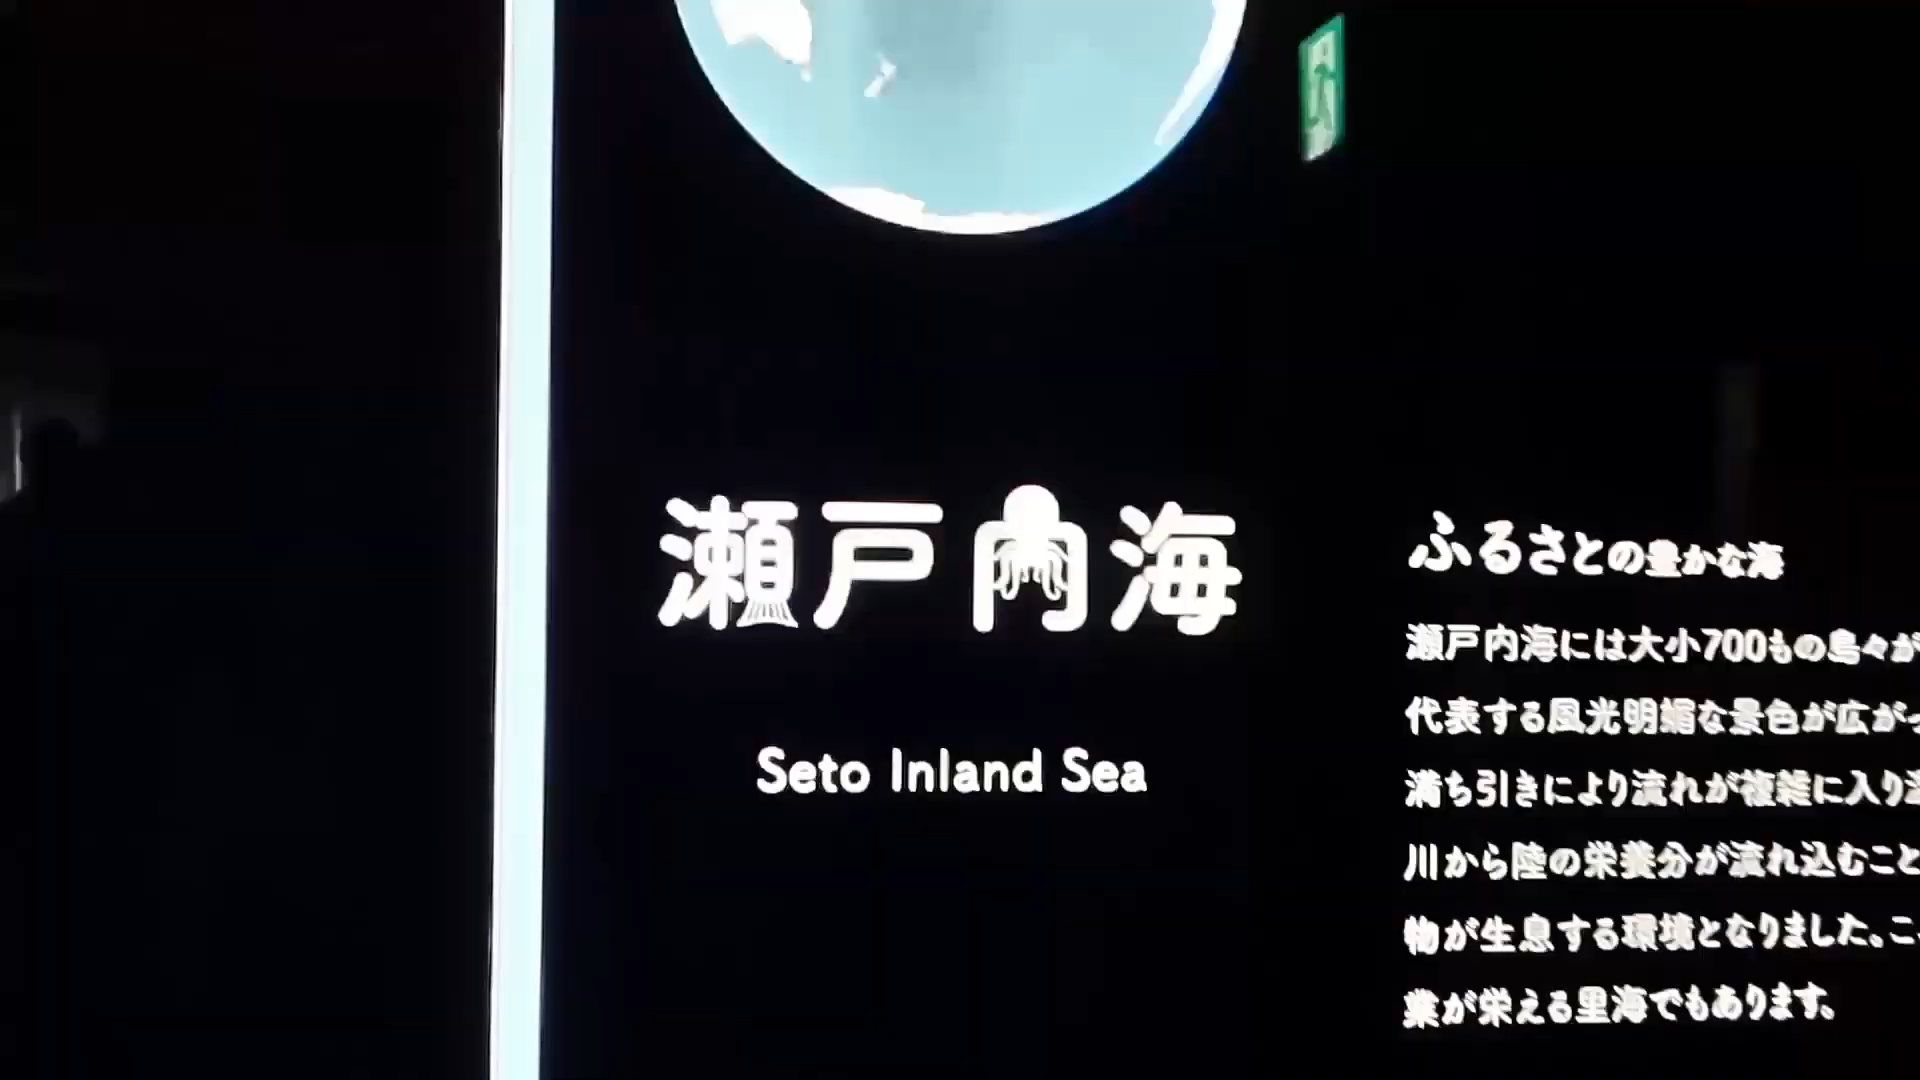 瀬戸内海
Seto Inland Sea
ふるさとの豊かな海
瀬戸内海には大小700もの島々が
代表する風光明媚な景色が広がっ
満ち引きにより流れが複雑に入り
川から陸の栄養分が流れ込むこと
物が生息する環境となりました。こ
業が栄える里海でもあります。